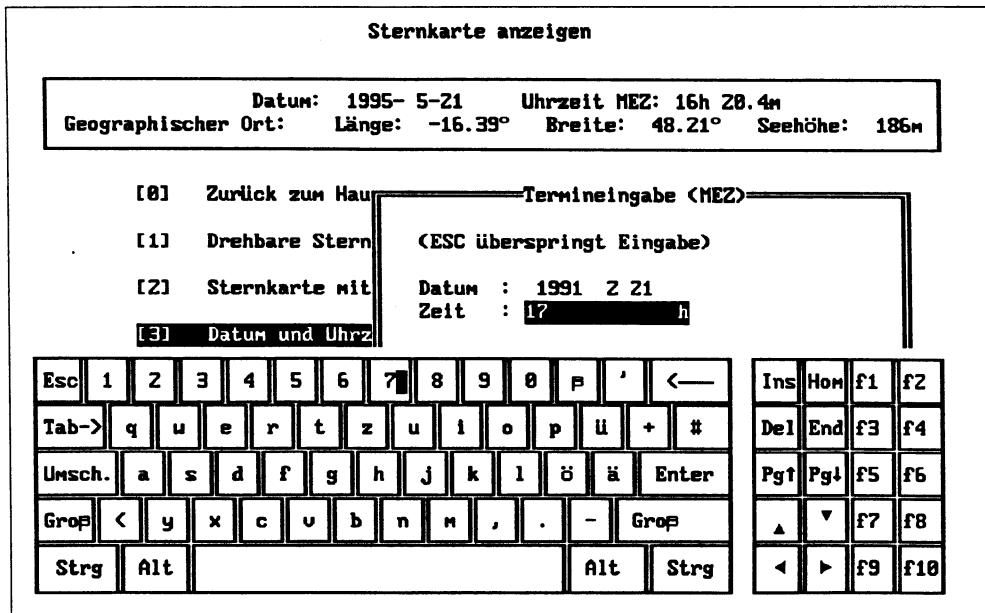 Sternkarte anzeigen
Datum: 1995- 5-21 Uhrzeit MEZ: 16h 20.4m
Geographischer Ort: Länge: -16.39° Breite: 48.21° Seehöhe: 186m
[0] Zurück zum Hau
[1] Drehbare Stern
[2] Sternkarte mit
[3] Datum und Uhrz
Termineingabe (MEZ)
(ESC überspringt Eingabe)
Datum : 1991 2 21
Zeit : 17 h
Esc 1 2 3 4 5 6 7 8 9 0 β ' <——
Tab-> q w e r t z u i o p ü + #
Umsch. a s d f g h j k l ö ä Enter
Groβ < y x c v b n m , . - Groβ
Strg Alt Alt Strg
Ins Hom f1 f2
Del End f3 f4
Pg↑ Pg↓ f5 f6
▲ ▼ f7 f8
◄ ► f9 f10